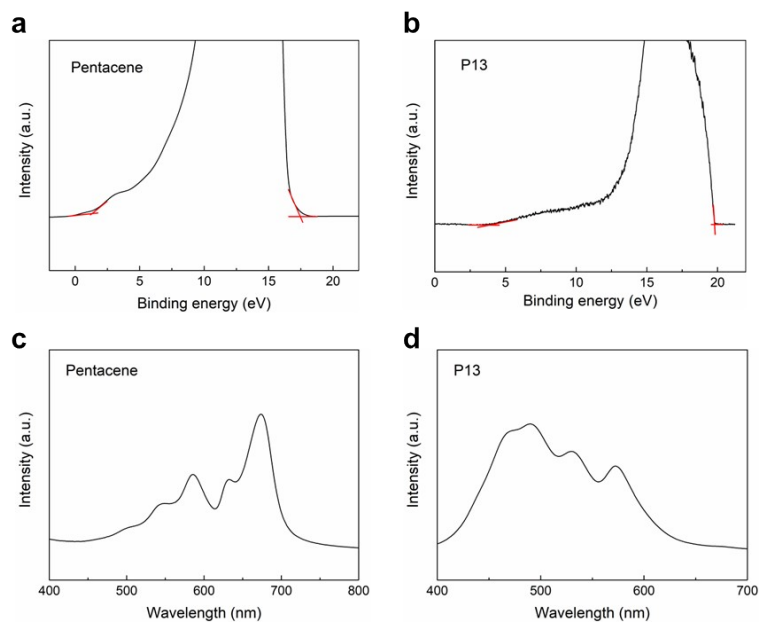 a
b
Pentacene
P13
Intensity (a.u.)
Intensity (a.u.)
0 5 10 15 20
0 5 10 15 20
Binding energy (eV)
Binding energy (eV)
c
d
Pentacene
P13
Intensity (a.u.)
Intensity (a.u.)
400 500 600 700 800
400 500 600 700
Wavelength (nm)
Wavelength (nm)